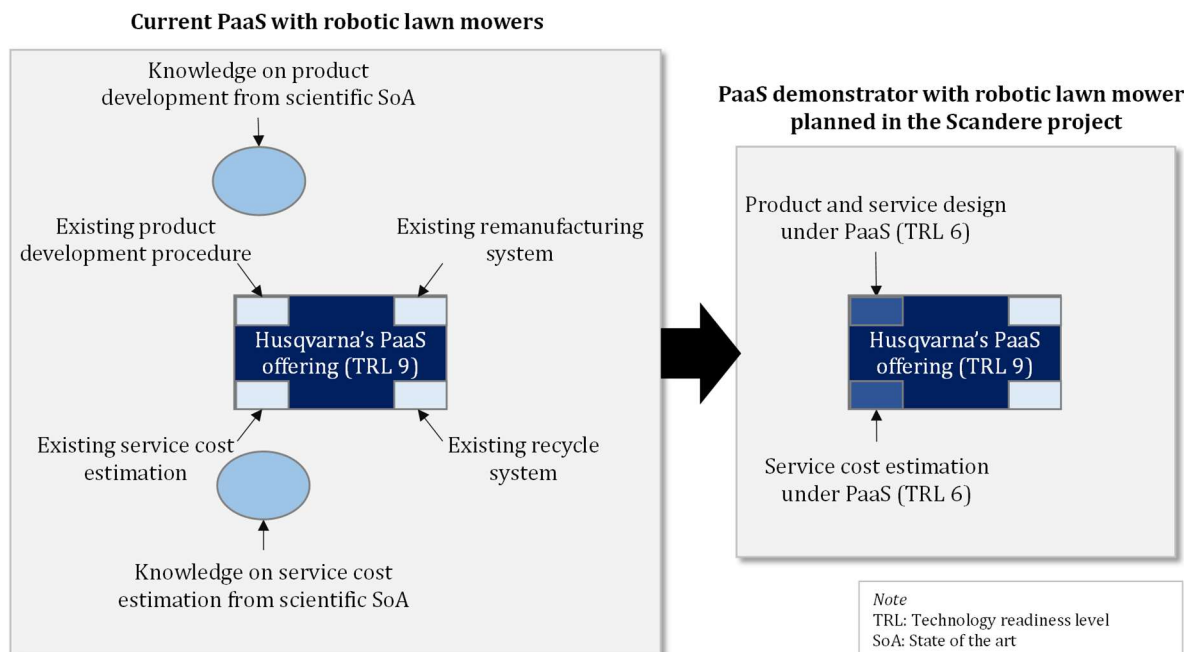 Current PaaS with robotic lawn mowers
Knowledge on product
development from scientific SoA
Existing product
development procedure
Existing remanufacturing
system
Husqvarna's PaaS
offering (TRL 9)
Existing service cost
estimation
Existing recycle
system
Knowledge on service cost
estimation from scientific SoA
PaaS demonstrator with robotic lawn mower
planned in the Scandere project
Product and service design
under PaaS (TRL 6)
Husqvarna's PaaS
offering (TRL 9)
Service cost estimation
under PaaS (TRL 6)
Note
TRL: Technology readiness level
SoA: State of the art